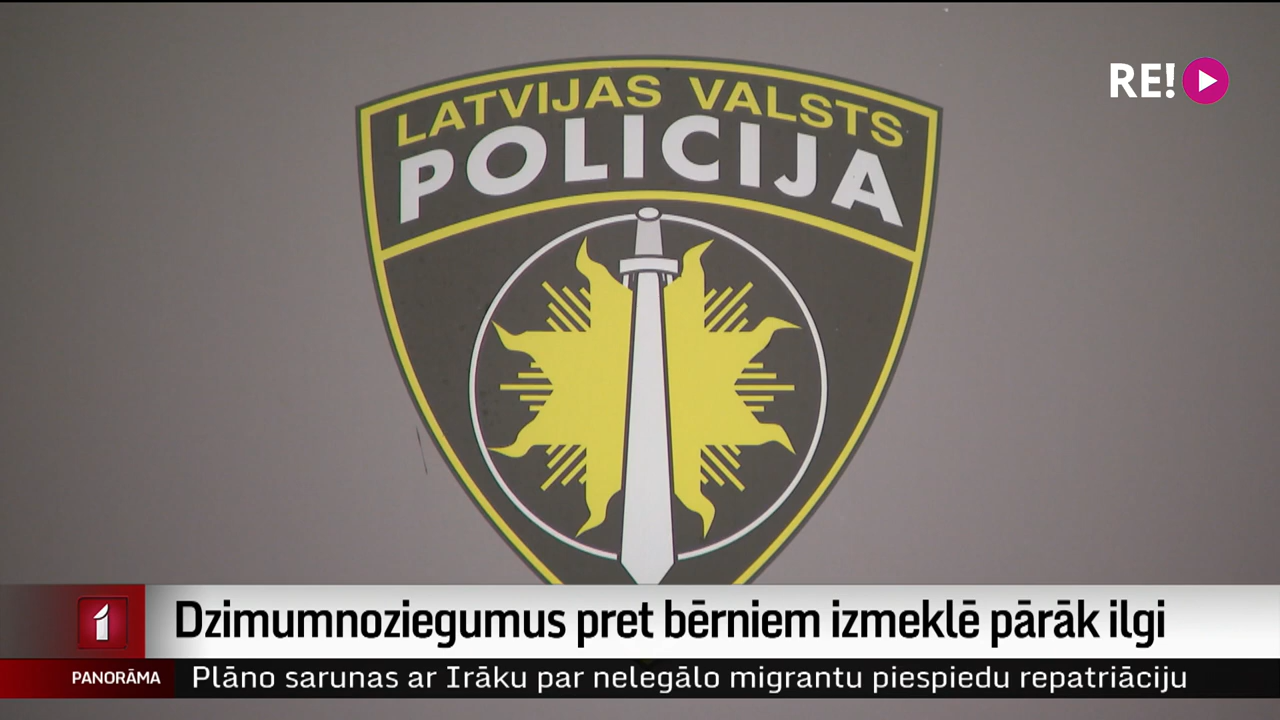 RE!
LATVIJAS VALSTS
POLICIJA
1
Dzimumnoziegumus pret bērniem izmeklē pārāk ilgi
PANORĀMA
Plāno sarunas ar Irāku par nelegālo migrantu piespiedu repatriāciju